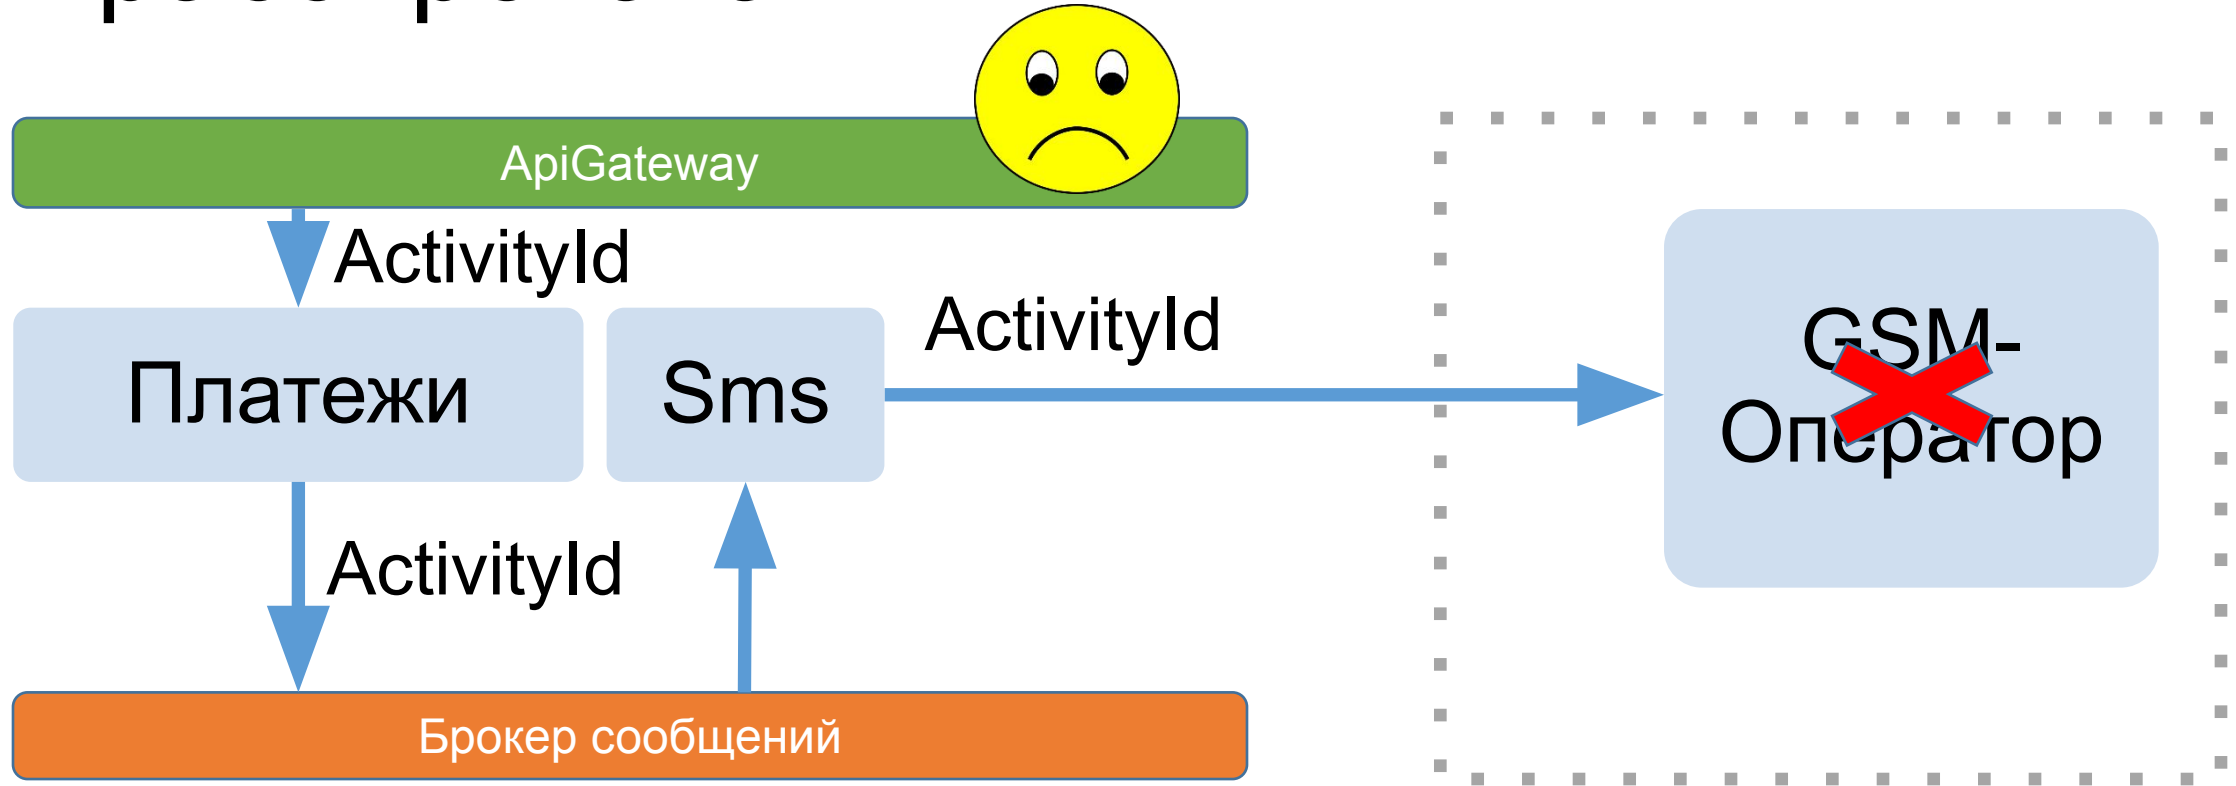 ApiGateway
ActivityId
ActivityId
Платежи
Sms
GSM-
Оператор
ActivityId
Брокер сообщений